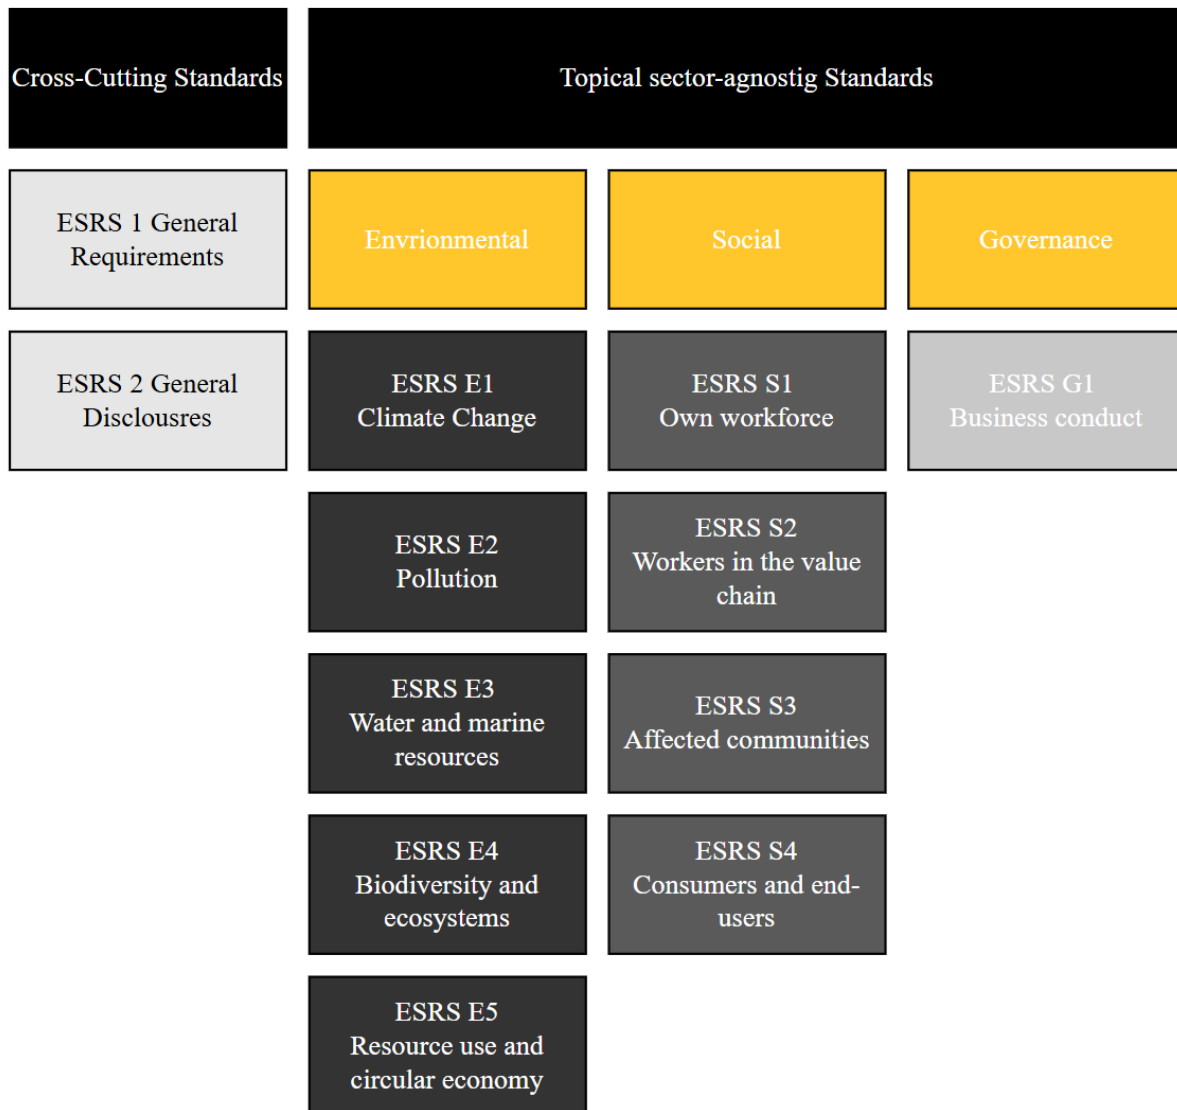 Cross-Cutting Standards
Topical sector-agnostig Standards
ESRS 1 General
Requirements
Envrionmental
Social
Governance
ESRS 2 General
Disclousres
ESRS E1
Climate Change
ESRS S1
Own workforce
ESRS G1
Business conduct
ESRS E2
Pollution
ESRS S2
Workers in the value
chain
ESRS E3
Water and marine
resources
ESRS S3
Affected communities
ESRS E4
Biodiversity and
ecosystems
ESRS S4
Consumers and end-
users
ESRS E5
Resource use and
circular economy